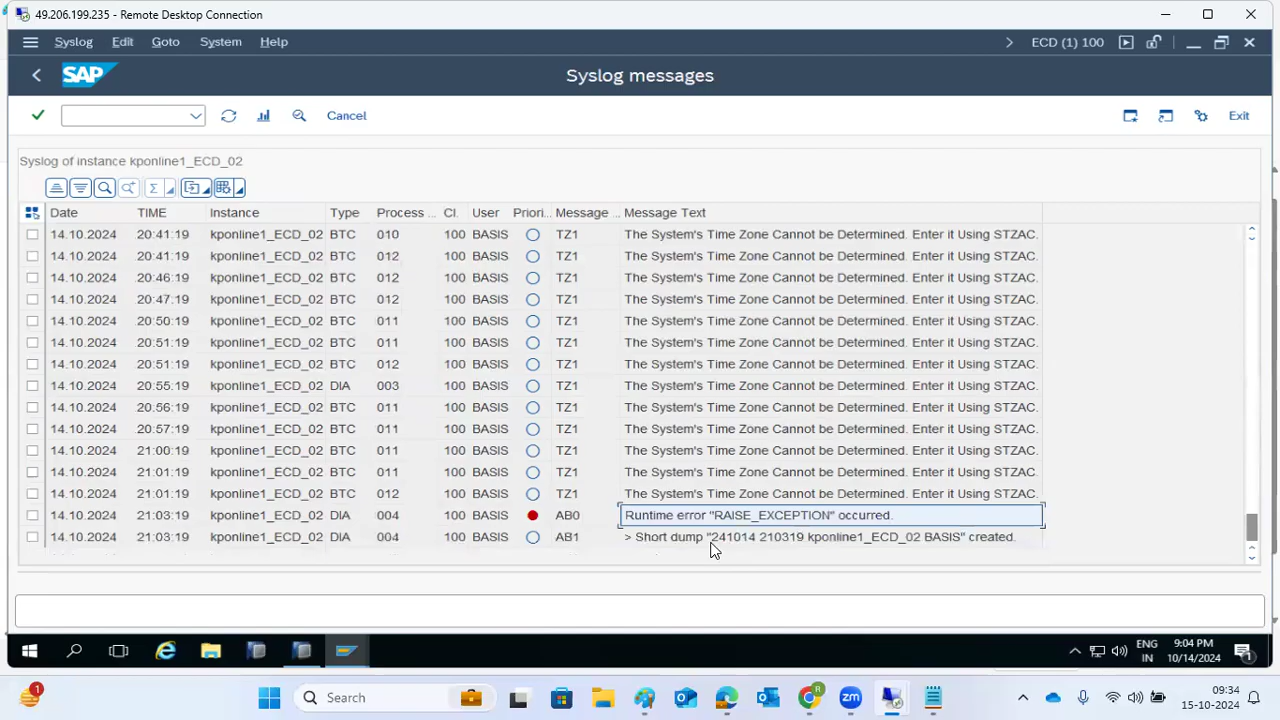 49.206.199.235 - Remote Desktop Connection
Syslog Edit Goto System Help ECD (1) 100
SAP Syslog messages
Cancel Exit
Syslog of instance kponline1_ECD_02
Date TIME Instance Type Process ... Cl. User Priori... Message ... Message Text
14.10.2024 20:41:19 kponline1_ECD_02 BTC 010 100 BASIS TZ1 The System's Time Zone Cannot be Determined. Enter it Using STZAC.
14.10.2024 20:41:19 kponline1_ECD_02 BTC 012 100 BASIS TZ1 The System's Time Zone Cannot be Determined. Enter it Using STZAC.
14.10.2024 20:46:19 kponline1_ECD_02 BTC 012 100 BASIS TZ1 The System's Time Zone Cannot be Determined. Enter it Using STZAC.
14.10.2024 20:47:19 kponline1_ECD_02 BTC 012 100 BASIS TZ1 The System's Time Zone Cannot be Determined. Enter it Using STZAC.
14.10.2024 20:50:19 kponline1_ECD_02 BTC 011 100 BASIS TZ1 The System's Time Zone Cannot be Determined. Enter it Using STZAC.
14.10.2024 20:51:19 kponline1_ECD_02 BTC 011 100 BASIS TZ1 The System's Time Zone Cannot be Determined. Enter it Using STZAC.
14.10.2024 20:51:19 kponline1_ECD_02 BTC 012 100 BASIS TZ1 The System's Time Zone Cannot be Determined. Enter it Using STZAC.
14.10.2024 20:55:19 kponline1_ECD_02 DIA 003 100 BASIS TZ1 The System's Time Zone Cannot be Determined. Enter it Using STZAC.
14.10.2024 20:56:19 kponline1_ECD_02 BTC 011 100 BASIS TZ1 The System's Time Zone Cannot be Determined. Enter it Using STZAC.
14.10.2024 20:57:19 kponline1_ECD_02 BTC 011 100 BASIS TZ1 The System's Time Zone Cannot be Determined. Enter it Using STZAC.
14.10.2024 21:00:19 kponline1_ECD_02 BTC 011 100 BASIS TZ1 The System's Time Zone Cannot be Determined. Enter it Using STZAC.
14.10.2024 21:01:19 kponline1_ECD_02 BTC 011 100 BASIS TZ1 The System's Time Zone Cannot be Determined. Enter it Using STZAC.
14.10.2024 21:01:19 kponline1_ECD_02 BTC 012 100 BASIS TZ1 The System's Time Zone Cannot be Determined. Enter it Using STZAC.
14.10.2024 21:03:19 kponline1_ECD_02 DIA 004 100 BASIS AB0 Runtime error "RAISE_EXCEPTION" occurred.
14.10.2024 21:03:19 kponline1_ECD_02 DIA 004 100 BASIS AB1 > Short dump "241014 210319 kponline1_ECD_02 BASIS" created.
ENG 9:04 PM
IN 10/14/2024 1
1 Search R zm 09:34
15-10-2024